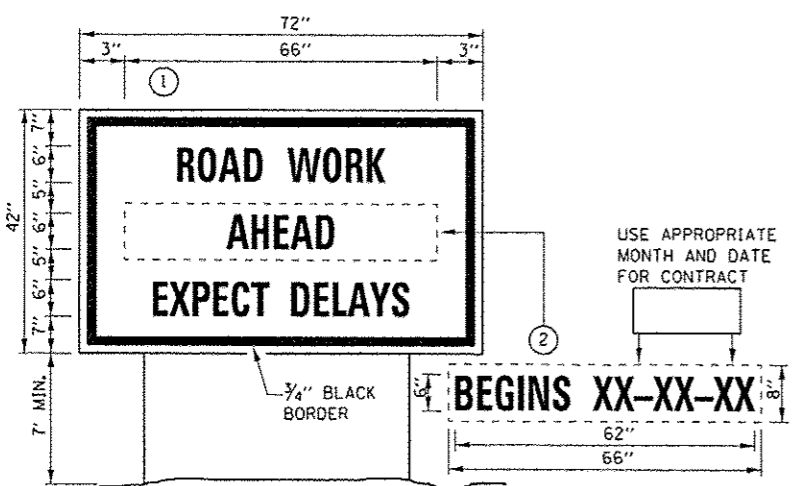 72"
3" 66" 3"
1
7"
6"
5"
6"
5"
6"
7"
42"
ROAD WORK
AHEAD
EXPECT DELAYS
7' MIN.
3/4" BLACK
BORDER
2
USE APPROPRIATE
MONTH AND DATE
FOR CONTRACT
6"
BEGINS XX-XX-XX
8"
62"
66"